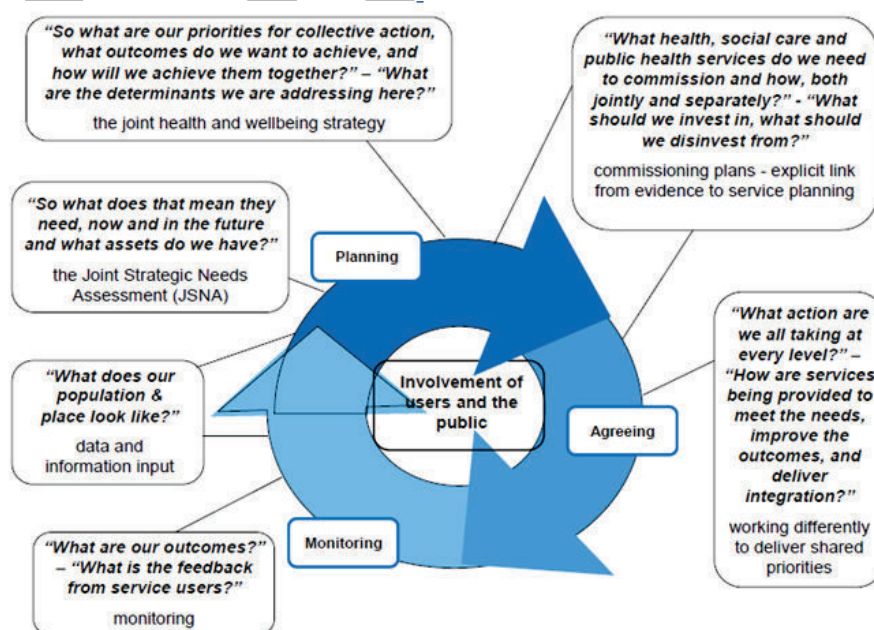 “So what are our priorities for collective action,
what outcomes do we want to achieve, and
how will we achieve them together?” – “What
are the determinants we are addressing here?”
the joint health and wellbeing strategy
“What health, social care and
public health services do we need
to commission and how, both
jointly and separately?” - “What
should we invest in, what should
we disinvest from?”
commissioning plans - explicit link
from evidence to service planning
“So what does that mean they
need, now and in the future
and what assets do we have?”
the Joint Strategic Needs
Assessment (JSNA)
Planning
“What action are
we all taking at
every level?” –
“How are services
being provided to
meet the needs,
improve the
outcomes, and
deliver
integration?”
working differently
to deliver shared
priorities
“What does our
population &
place look like?”
data and
information input
Involvement of
users and the
public
Agreeing
Monitoring
“What are our outcomes?”
– “What is the feedback
from service users?”
monitoring